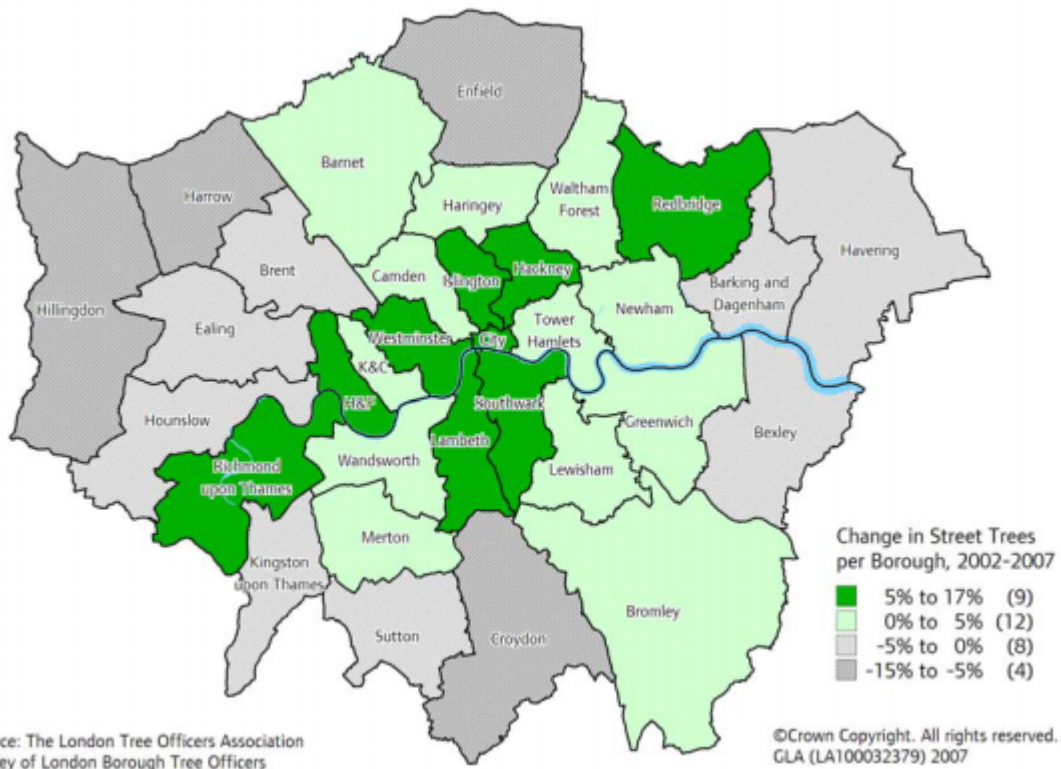 Enfield
Barnet
Harrow
Haringey
Waltham
Forest
Redbridge
Havering
Brent
Camden
Islington
Hackney
Barking and
Dagenham
Hillingdon
Ealing
Newham
Westminster
City
Tower
Hamlets
K&C
H&F
Hounslow
Southwark
Lambeth
Greenwich
Bexley
Richmond
upon Thames
Wandsworth
Lewisham
Merton
Kingston
upon Thames
Bromley
Sutton
Croydon
Change in Street Trees
per Borough, 2002-2007
5% to 17% (9)
0% to 5% (12)
-5% to 0% (8)
-15% to -5% (4)
ce: The London Tree Officers Association
ey of London Borough Tree Officers
©Crown Copyright. All rights reserved.
GLA (LA100032379) 2007